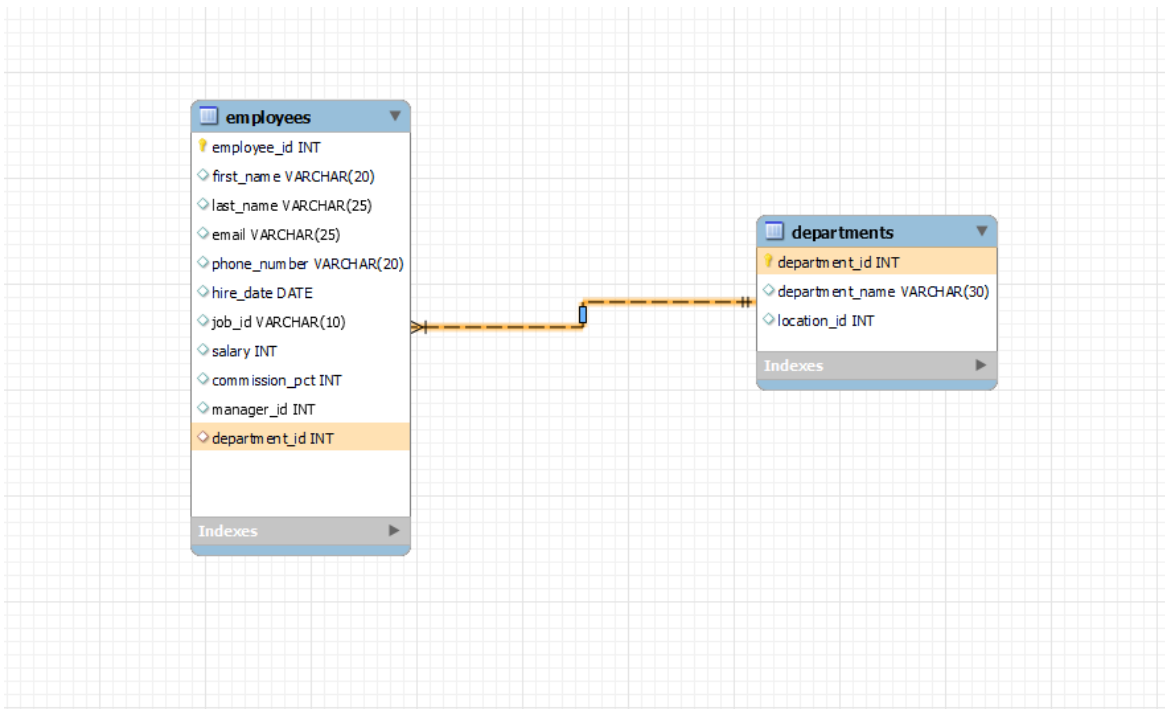 employees
employee_id INT
first_name VARCHAR(20)
last_name VARCHAR(25)
email VARCHAR(25)
phone_number VARCHAR(20)
hire_date DATE
job_id VARCHAR(10)
salary INT
commission_pct INT
manager_id INT
department_id INT
Indexes
departments
department_id INT
department_name VARCHAR(30)
location_id INT
Indexes